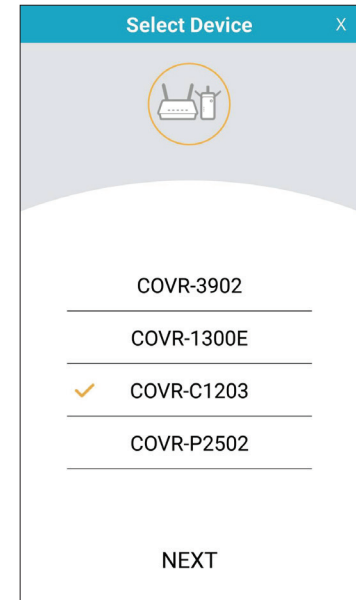 Select Device X
COVR-3902
COVR-1300E
COVR-C1203
COVR-P2502
NEXT